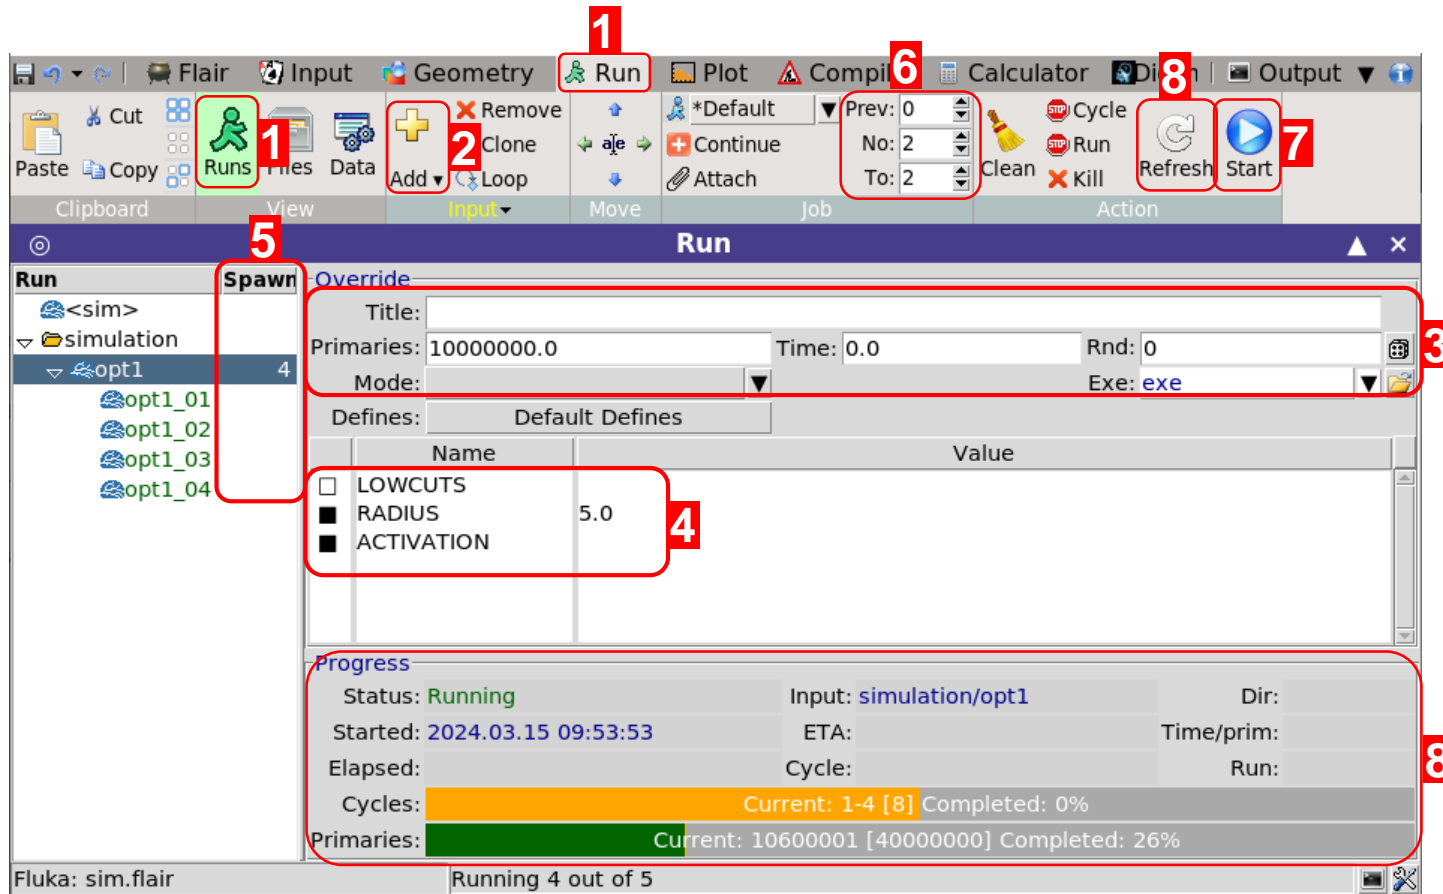 1
Flair Input Geometry Run Plot Compil 6 Calculator Di n Output
8
Paste Cut Copy Runs 1 Files Data Add 2 Remove Clone Loop
a|e
*Default Continue Attach
Prev: 0
No: 2
To: 2
Clean
STOP Cycle
STOP Run
Kill
Refresh Start 7
Clipboard View Input Move Job Action
5
Run
Run Spawn
<sim>
simulation
opt1 4
opt1_01
opt1_02
opt1_03
opt1_04
Override
Title:
Primaries: 10000000.0 Time: 0.0 Rnd: 0
3
Mode: Exe: exe
Defines: Default Defines
Name Value
LOWCUTS
RADIUS 5.0
ACTIVATION
4
Progress
Status: Running Input: simulation/opt1 Dir:
Started: 2024.03.15 09:53:53 ETA: Time/prim:
8
Elapsed: Cycle: Run:
Cycles: Current: 1-4 [8] Completed: 0%
Primaries: Current: 10600001 [40000000] Completed: 26%
Fluka: sim.flair Running 4 out of 5